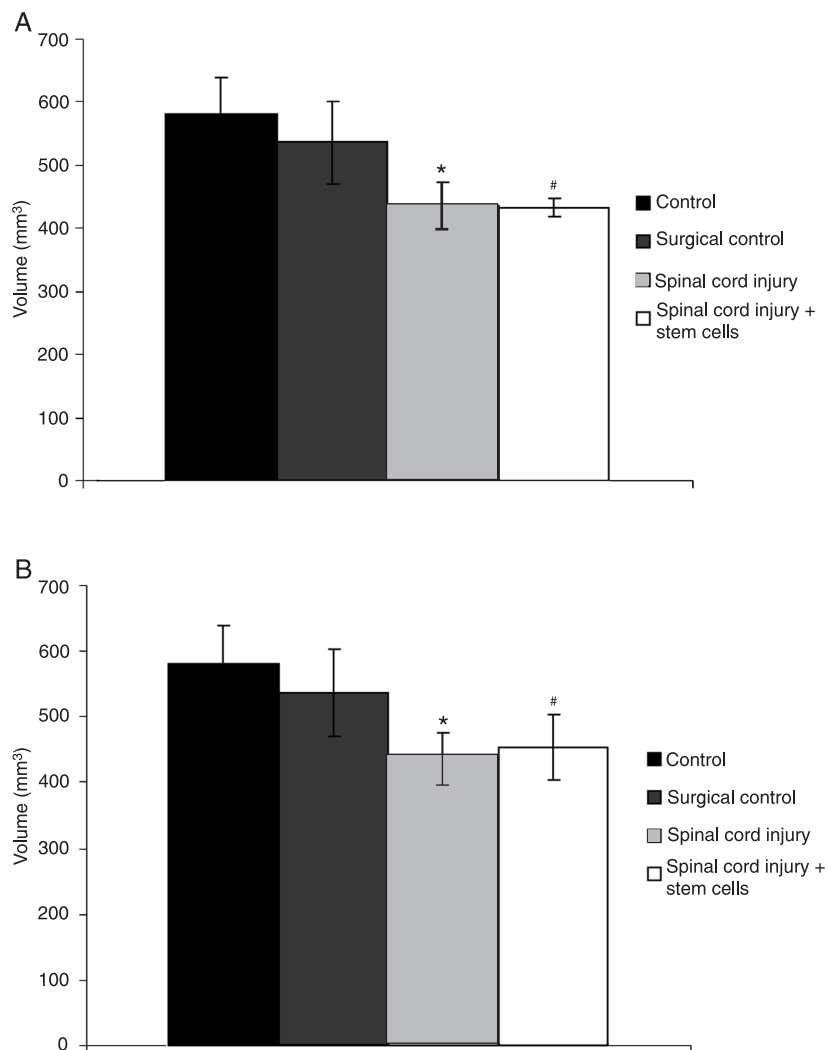 A
700
600
500
400
300
200
100
0
Volume (mm³)
*
#
Control
Surgical control
Spinal cord injury
Spinal cord injury +
stem cells
B
700
600
500
400
300
200
100
0
Volume (mm³)
*
#
Control
Surgical control
Spinal cord injury
Spinal cord injury +
stem cells